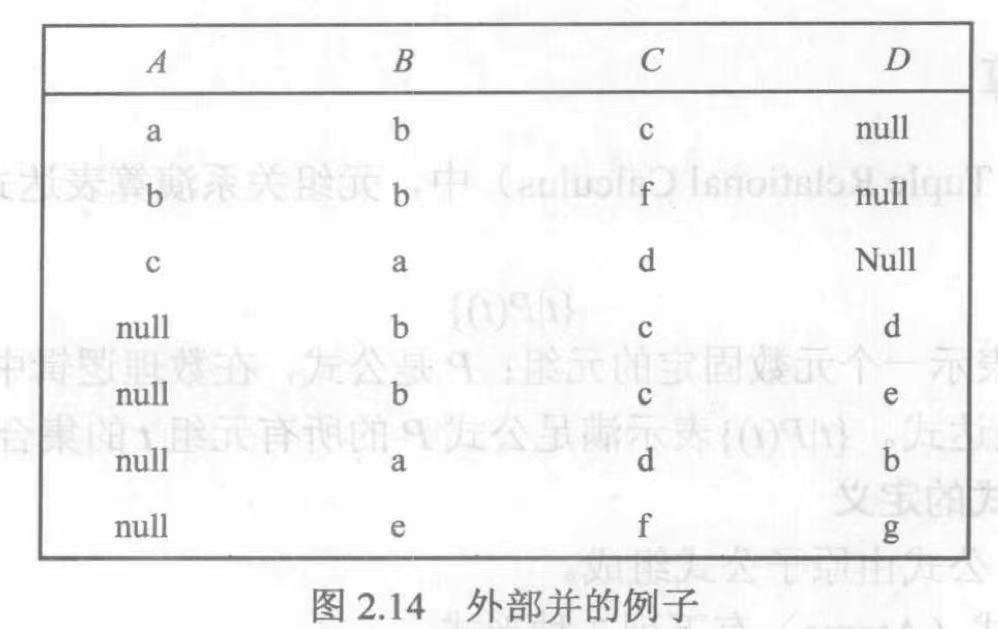 A B C D
a b c null
b b f null
c a d Null
null b c d
null b c e
null a d b
null e f g
图 2.14 外部并的例子